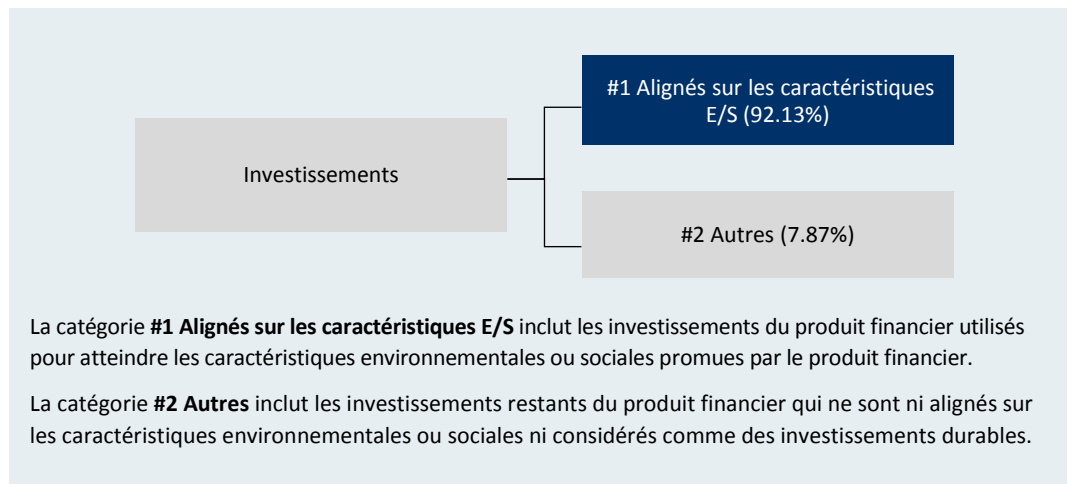 #1 Alignés sur les caractéristiques
E/S (92.13%)
Investissements
#2 Autres (7.87%)
La catégorie #1 Alignés sur les caractéristiques E/S inclut les investissements du produit financier utilisés
pour atteindre les caractéristiques environnementales ou sociales promues par le produit financier.
La catégorie #2 Autres inclut les investissements restants du produit financier qui ne sont ni alignés sur
les caractéristiques environnementales ou sociales ni considérés comme des investissements durables.